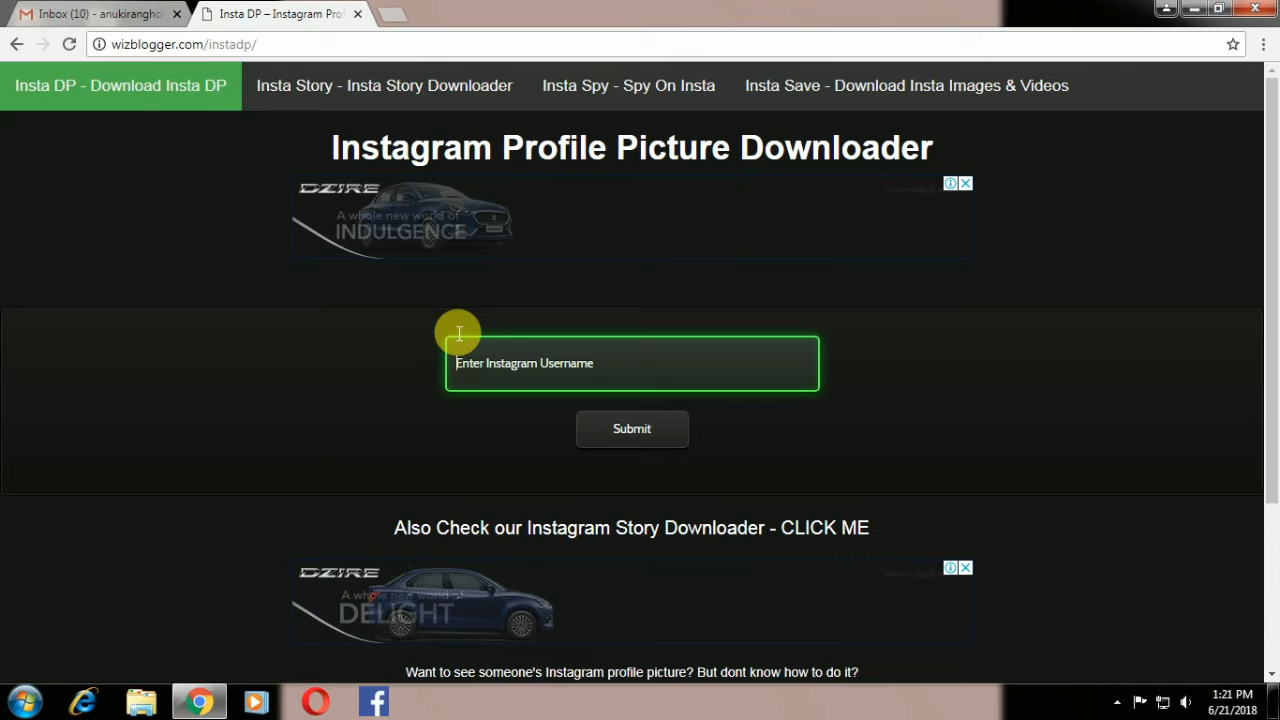 Inbox (10) - anukirangho
Insta DP – Instagram Prof
wizblogger.com/instadp/
Insta DP - Download Insta DP
Insta Story - Insta Story Downloader
Insta Spy - Spy On Insta
Insta Save - Download Insta Images & Videos
Instagram Profile Picture Downloader
DZIRE
A whole new world of
INDULGENCE
Enter Instagram Username
Submit
Also Check our Instagram Story Downloader - CLICK ME
DZIRE
A whole new world of
DELIGHT
Want to see someone's Instagram profile picture? But dont know how to do it?
1:21 PM
6/21/2018